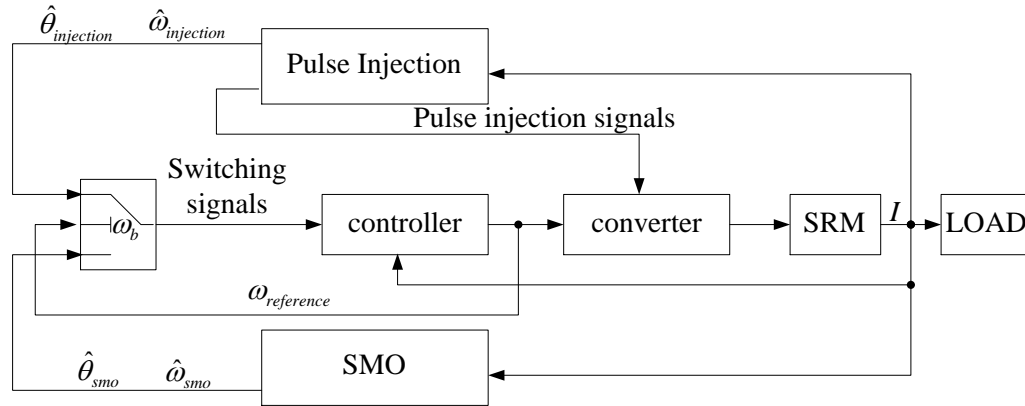 θ̂_injection ω̂_injection
Pulse Injection
Pulse injection signals
Switching
signals
ω_b
controller
converter
SRM
I
LOAD
ω_reference
SMO
θ̂_smo ω̂_smo